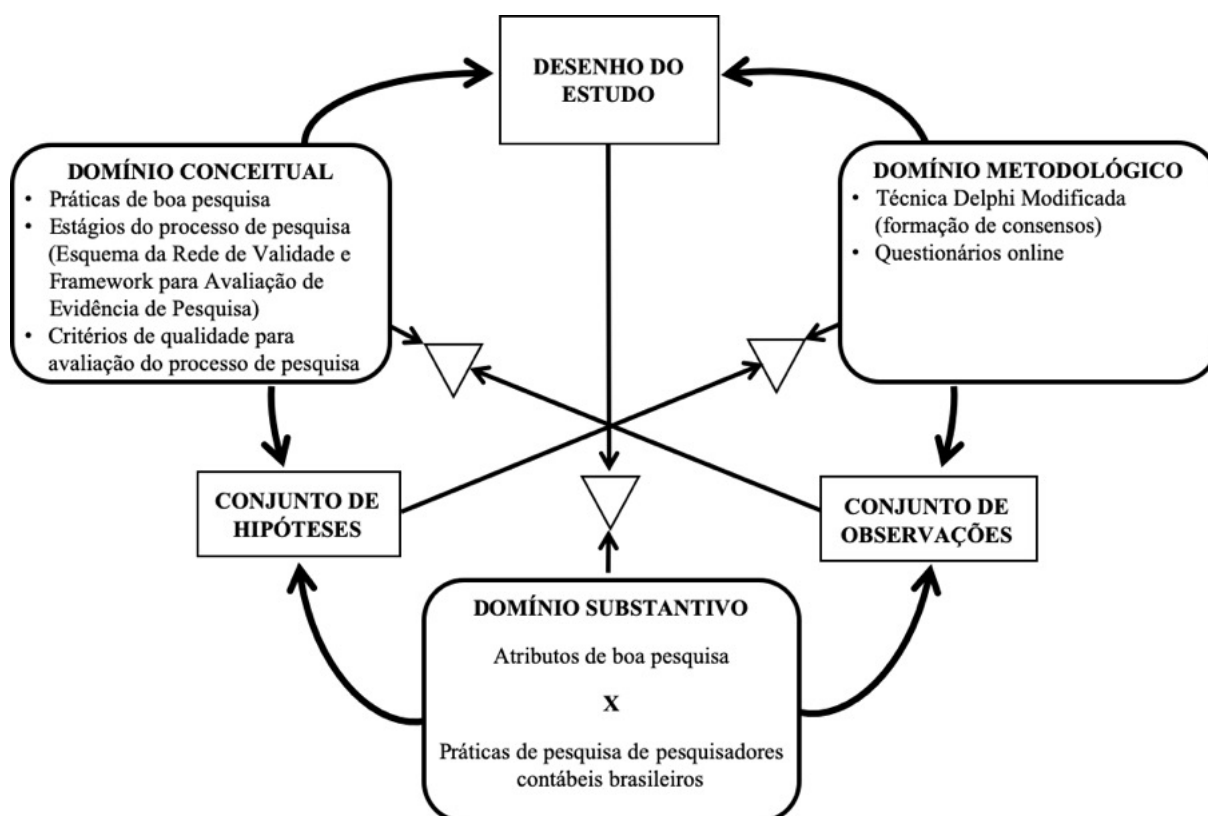 DESENHO DO
ESTUDO
DOMÍNIO CONCEITUAL
• Práticas de boa pesquisa
• Estágios do processo de pesquisa
(Esquema da Rede de Validade e
Framework para Avaliação de
Evidência de Pesquisa)
• Critérios de qualidade para
avaliação do processo de pesquisa
DOMÍNIO METODOLÓGICO
• Técnica Delphi Modificada
(formação de consensos)
• Questionários online
CONJUNTO DE
HIPÓTESES
CONJUNTO DE
OBSERVAÇÕES
DOMÍNIO SUBSTANTIVO
Atributos de boa pesquisa
X
Práticas de pesquisa de pesquisadores
contábeis brasileiros